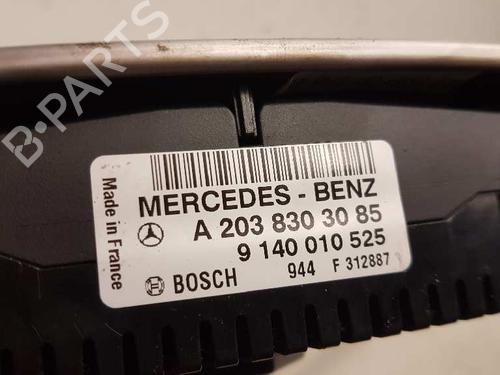 B-PARTS
MERCEDES - BENZ
A 203 830 30 85
9 140 010 525
BOSCH 944 F 312887
Made in France